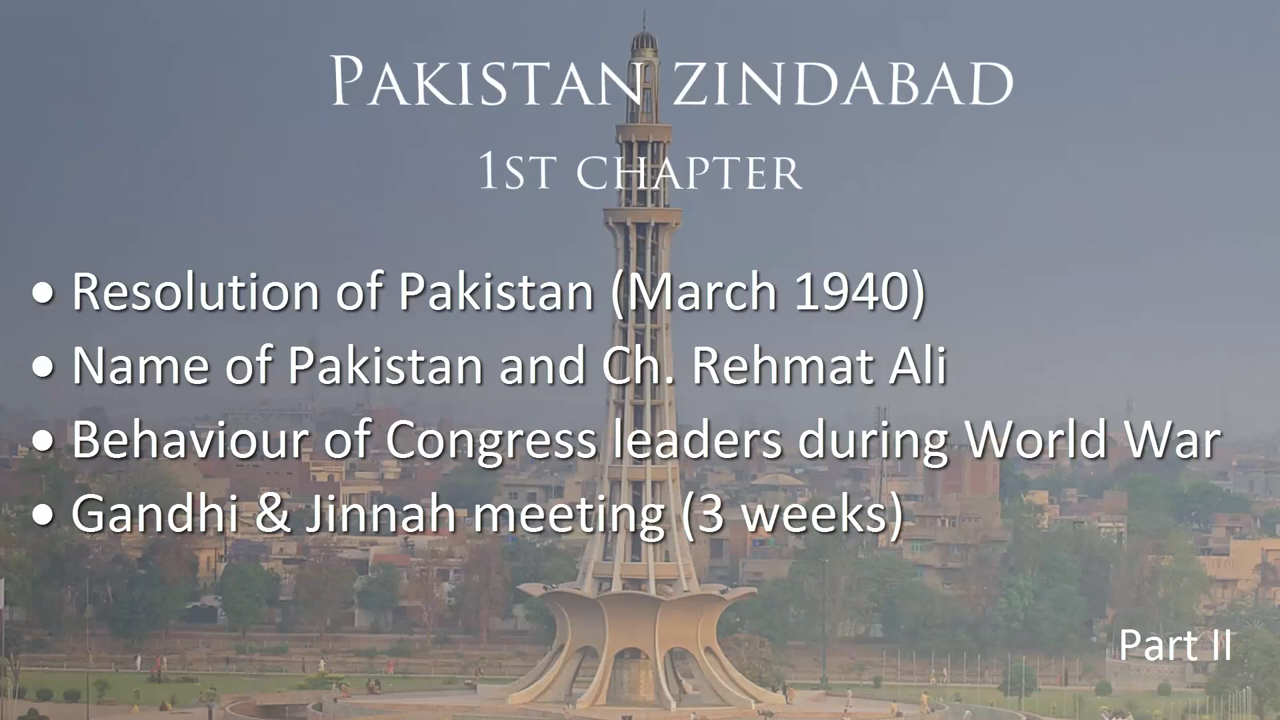 PAKISTAN ZINDABAD
1ST CHAPTER
• Resolution of Pakistan (March 1940)
• Name of Pakistan and Ch. Rehmat Ali
• Behaviour of Congress leaders during World War
• Gandhi & Jinnah meeting (3 weeks)
Part II